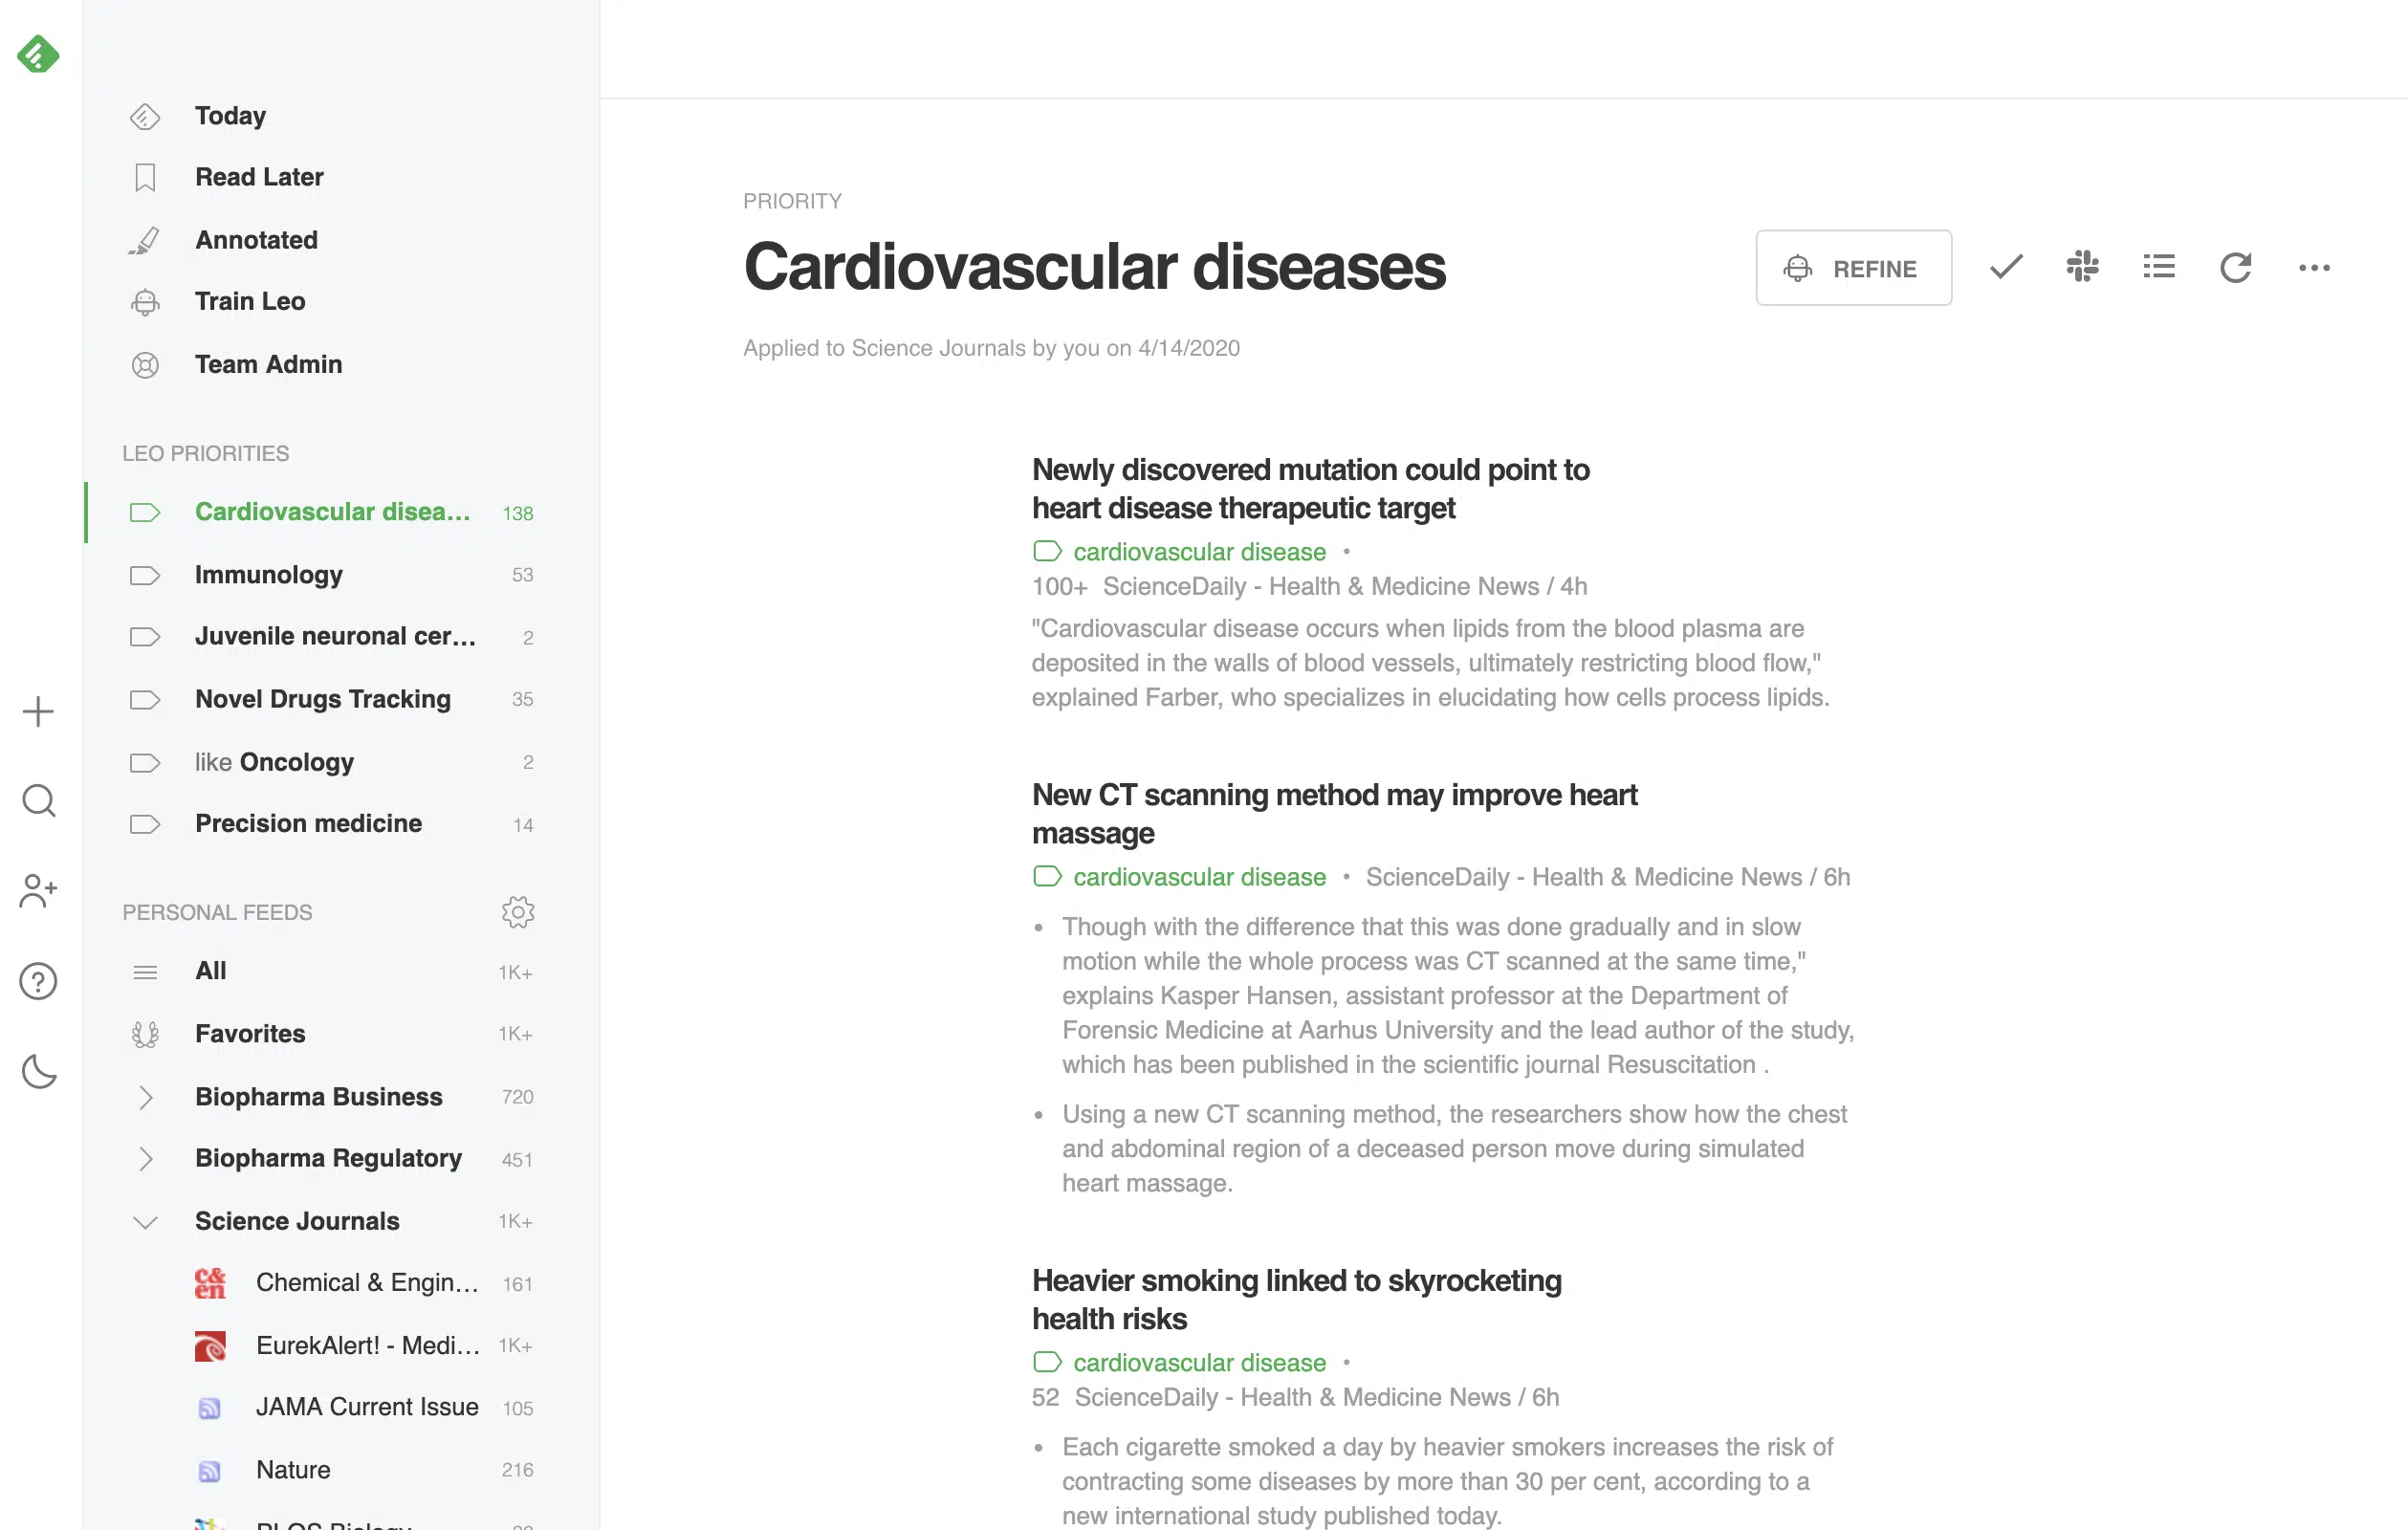 Today
Read Later
Annotated
Train Leo
Team Admin
LEO PRIORITIES
Cardiovascular disea... 138
Immunology 53
Juvenile neuronal cer... 2
Novel Drugs Tracking 35
like Oncology 2
Precision medicine 14
PERSONAL FEEDS
All 1K+
Favorites 1K+
Biopharma Business 720
Biopharma Regulatory 451
Science Journals 1K+
c&en Chemical & Engin... 161
EurekAlert! - Medi... 1K+
JAMA Current Issue 105
Nature 216
PLOS Biology
PRIORITY
Cardiovascular diseases
REFINE
Applied to Science Journals by you on 4/14/2020
Newly discovered mutation could point to
heart disease therapeutic target
cardiovascular disease •
100+ ScienceDaily - Health & Medicine News / 4h
"Cardiovascular disease occurs when lipids from the blood plasma are
deposited in the walls of blood vessels, ultimately restricting blood flow,"
explained Farber, who specializes in elucidating how cells process lipids.
New CT scanning method may improve heart
massage
cardiovascular disease • ScienceDaily - Health & Medicine News / 6h
• Though with the difference that this was done gradually and in slow
motion while the whole process was CT scanned at the same time,"
explains Kasper Hansen, assistant professor at the Department of
Forensic Medicine at Aarhus University and the lead author of the study,
which has been published in the scientific journal Resuscitation .
• Using a new CT scanning method, the researchers show how the chest
and abdominal region of a deceased person move during simulated
heart massage.
Heavier smoking linked to skyrocketing
health risks
cardiovascular disease •
52 ScienceDaily - Health & Medicine News / 6h
• Each cigarette smoked a day by heavier smokers increases the risk of
contracting some diseases by more than 30 per cent, according to a
new international study published today.